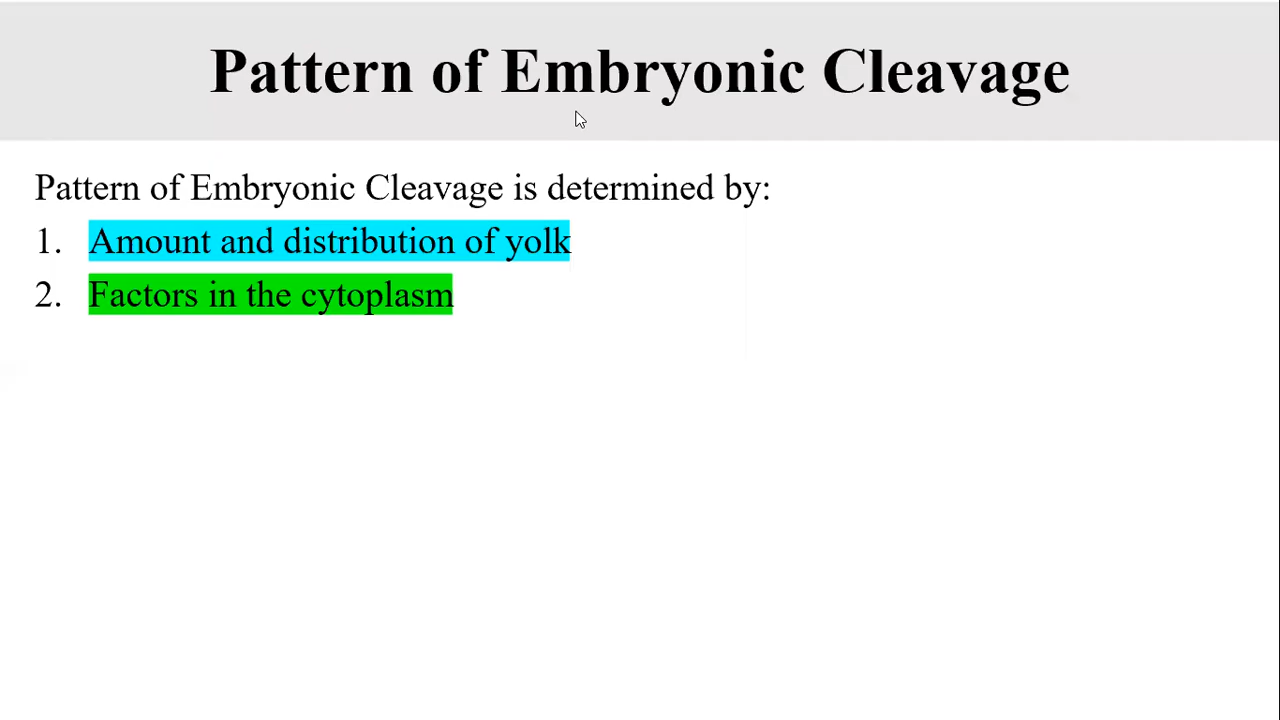 Pattern of Embryonic Cleavage
Pattern of Embryonic Cleavage is determined by:
1. Amount and distribution of yolk
2. Factors in the cytoplasm